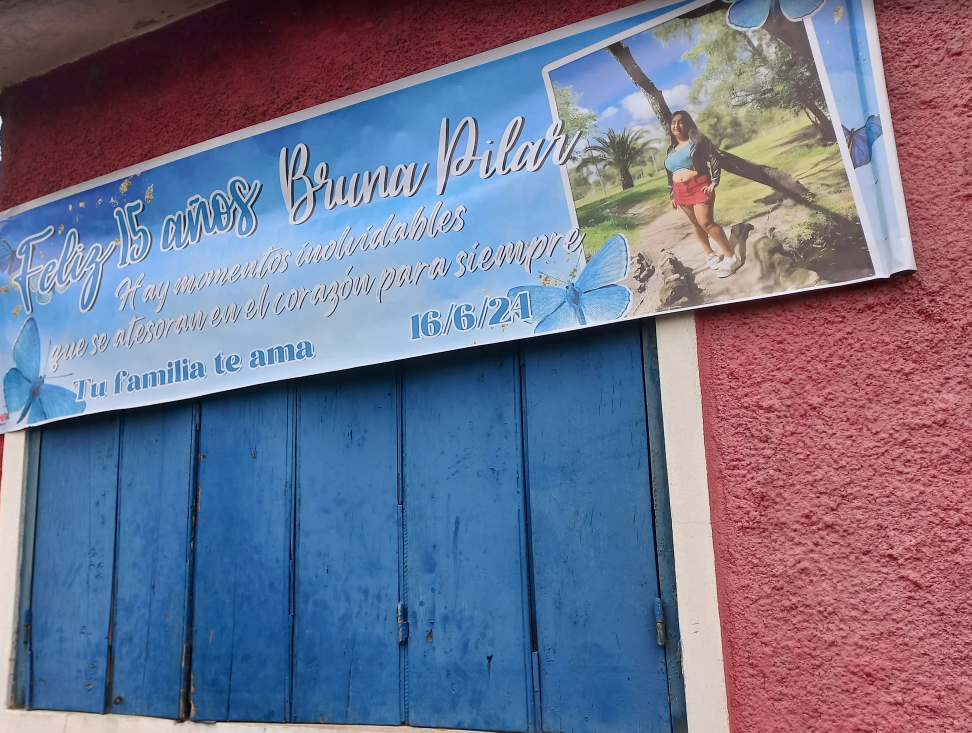 Feliz 15 años Bruna Pilar
Hay momentos inolvidables
que se atesoran en el corazón para siempre
Tu familia te ama
16/6/24